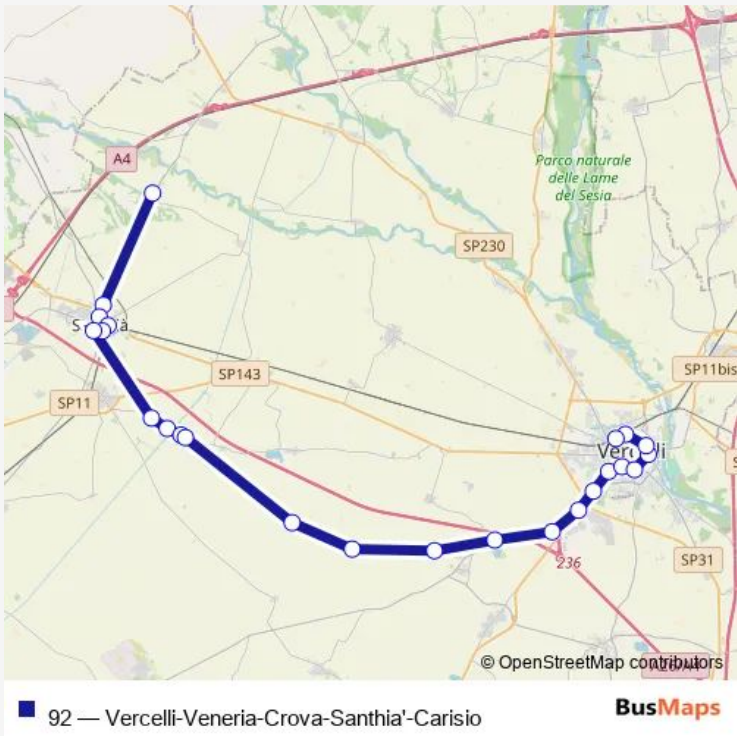 A4
Parco naturale
delle Lame
del Sesia
SP230
SP143
SP11bis
SP11
SP31
236
© OpenStreetMap contributors
92 — Vercelli-Veneria-Crova-Santhia'-Carisio
BusMaps